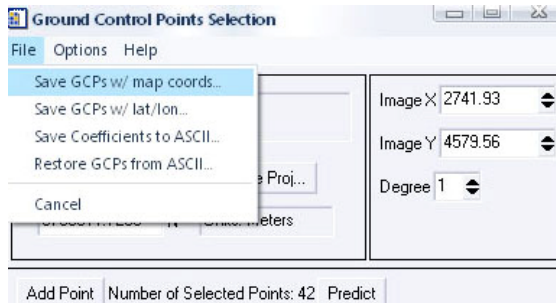 Ground Control Points Selection
File Options Help
Save GCPs w/ map coords...
Save GCPs w/ lat/lon...
Save Coefficients to ASCII...
Restore GCPs from ASCII...
Cancel
Image X 2741.93
Image Y 4579.56
Degree 1
Proj...
Add Point Number of Selected Points: 42 Predict